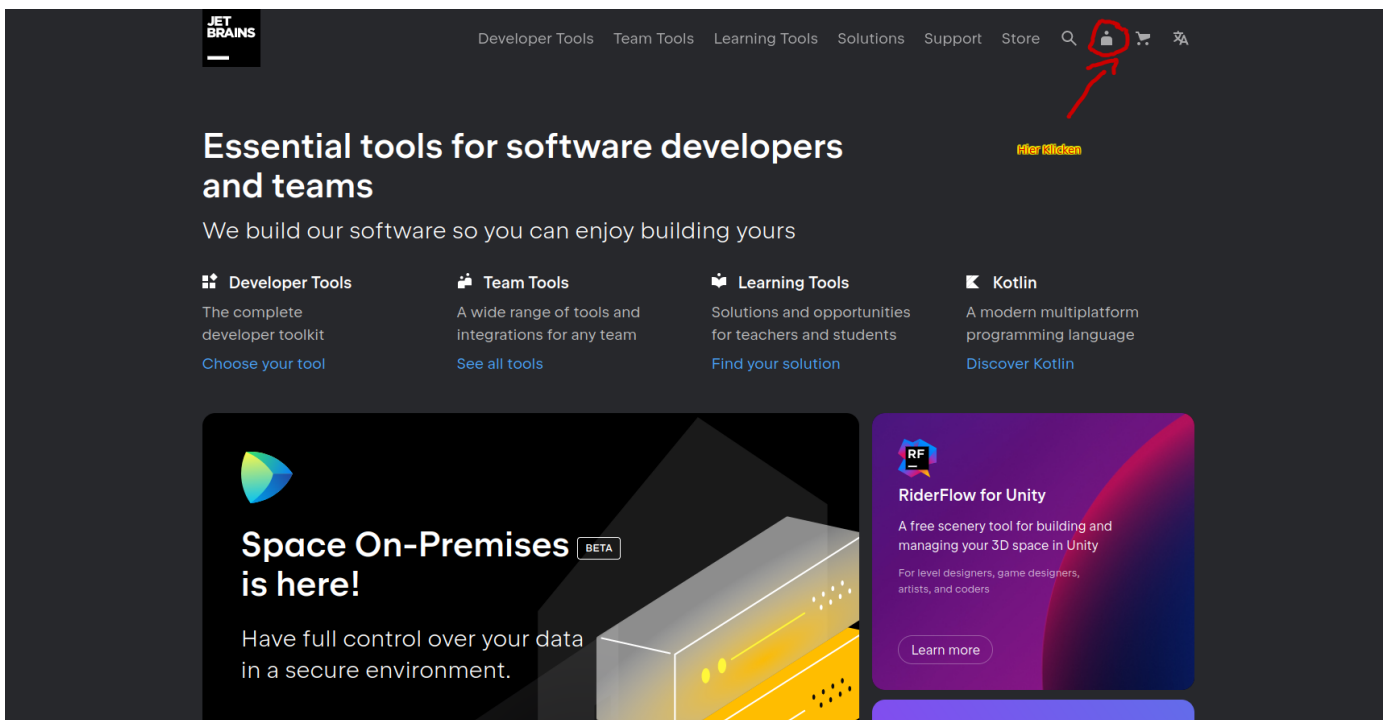 JET
BRAINS
Developer Tools Team Tools Learning Tools Solutions Support Store
Hier Klicken
Essential tools for software developers
and teams
We build our software so you can enjoy building yours
Developer Tools
The complete
developer toolkit
Choose your tool
Team Tools
A wide range of tools and
integrations for any team
See all tools
Learning Tools
Solutions and opportunities
for teachers and students
Find your solution
Kotlin
A modern multiplatform
programming language
Discover Kotlin
Space On-Premises BETA
is here!
Have full control over your data
in a secure environment.
RF
RiderFlow for Unity
A free scenery tool for building and
managing your 3D space in Unity
For level designers, game designers,
artists, and coders
Learn more